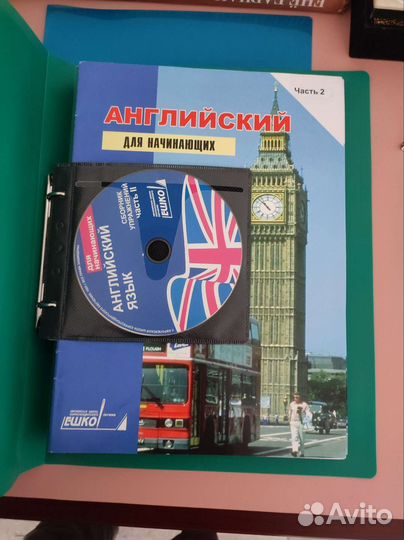 Часть 2
АНГЛИЙСКИЙ
ДЛЯ НАЧИНАЮЩИХ
для начинающих
АНГЛИЙСКИЙ
ЯЗЫК
СБОРНИК
УПРАЖНЕНИЙ
ЧАСТЬ II
ЕШКО
ЕШКО
Avito